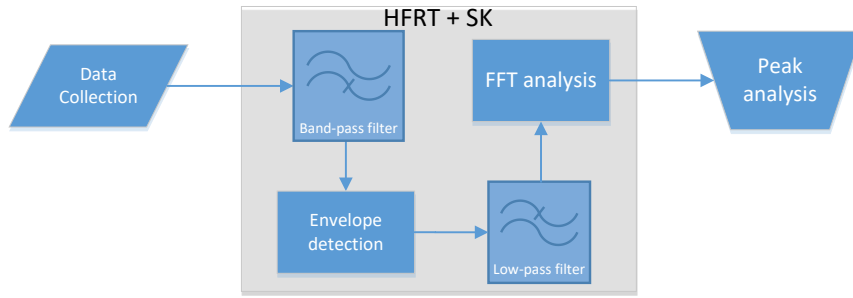 HFRT + SK
Data
Collection
Band-pass filter
Envelope
detection
Low-pass filter
FFT analysis
Peak
analysis